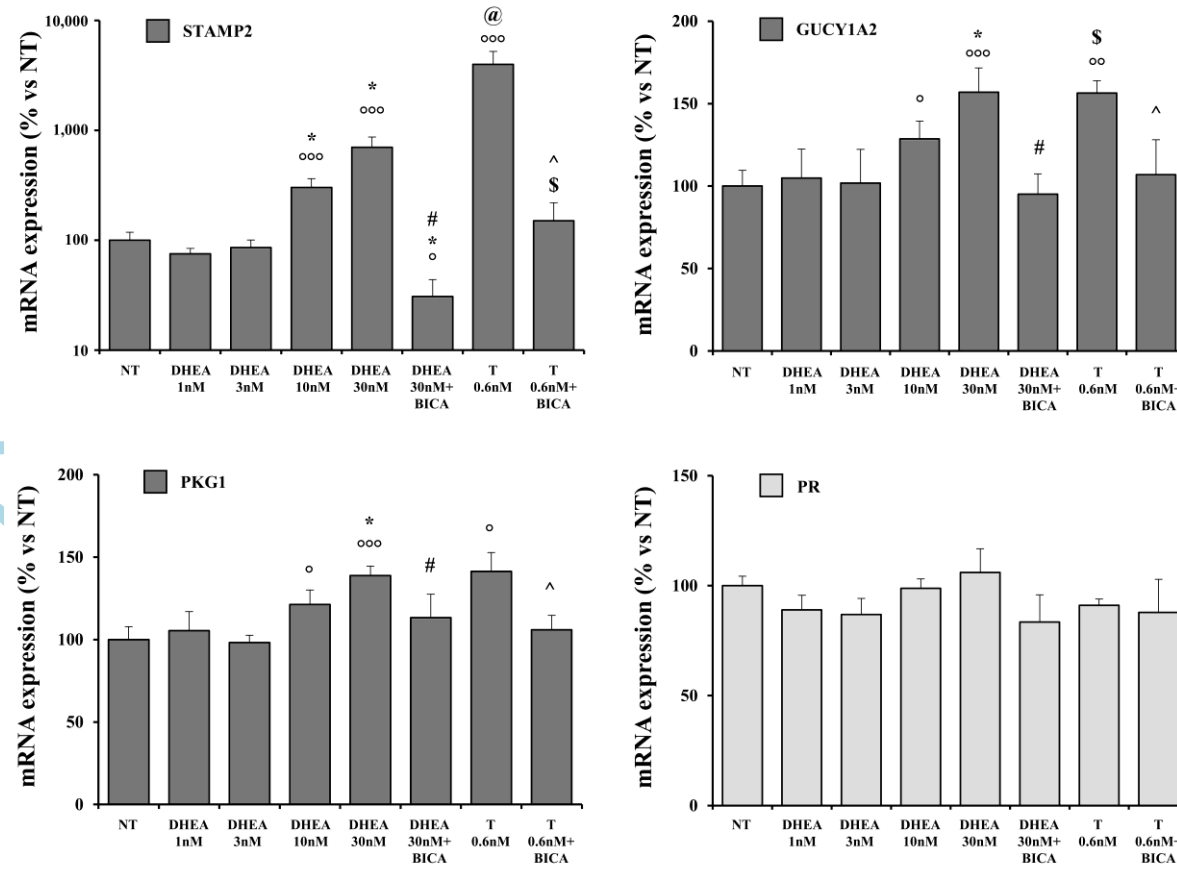 STAMP2
mRNA expression (% vs NT)
10,000
1,000
100
10
* °°°
* °°°
# * °
@ °°°
^ $
NT DHEA DHEA DHEA DHEA DHEA T T
1nM 3nM 10nM 30nM 30nM+ 0.6nM 0.6nM+
BICA BICA
GUCY1A2
mRNA expression (% vs NT)
200
150
100
50
0
°
* °°°
#
$ °°
^
NT DHEA DHEA DHEA DHEA DHEA T T
1nM 3nM 10nM 30nM 30nM+ 0.6nM 0.6nM+
BICA BICA
PKG1
mRNA expression (% vs NT)
200
150
100
50
0
°
* °°°
#
°
^
NT DHEA DHEA DHEA DHEA DHEA T T
1nM 3nM 10nM 30nM 30nM+ 0.6nM 0.6nM+
BICA BICA
PR
mRNA expression (% vs NT)
150
100
50
0
NT DHEA DHEA DHEA DHEA DHEA T T
1nM 3nM 10nM 30nM 30nM+ 0.6nM 0.6nM+
BICA BICA